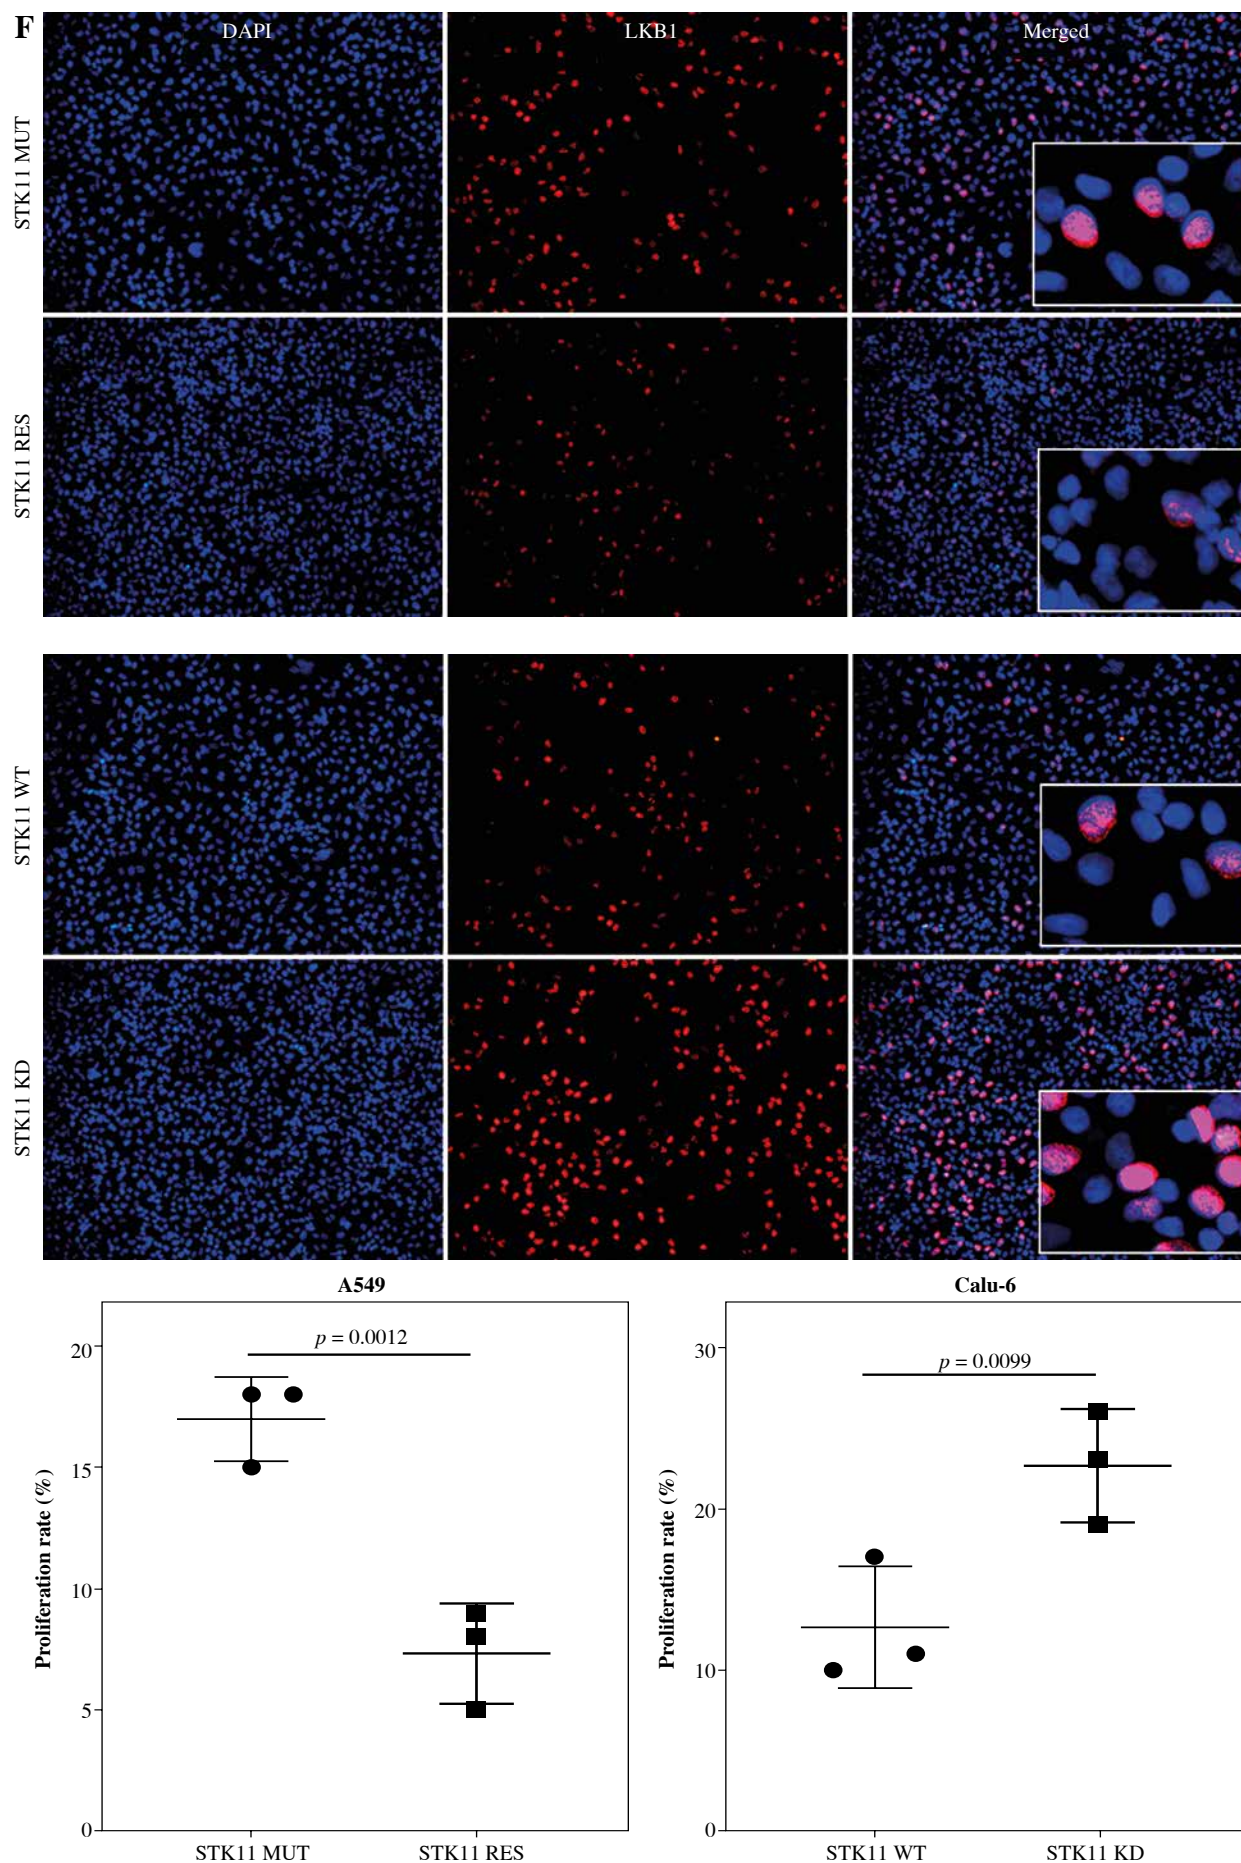 F
DAPI
LKB1
Merged
STK11 MUT
STK11 RES
STK11 WT
STK11 KD
A549
p = 0.0012
Proliferation rate (%)
20
15
10
5
0
STK11 MUT
STK11 RES
Calu-6
p = 0.0099
Proliferation rate (%)
30
20
10
0
STK11 WT
STK11 KD